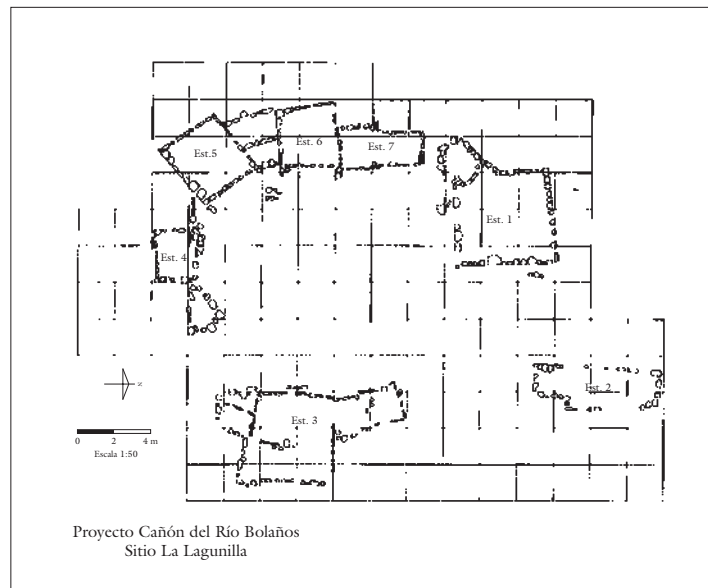 Est. 6
Est.5
Est. 7
Est. 1
Est. 4
N
Est. 2
Est. 3
0 2 4 m
Escala 1:50
Proyecto Cañón del Río Bolaños
Sitio La Lagunilla